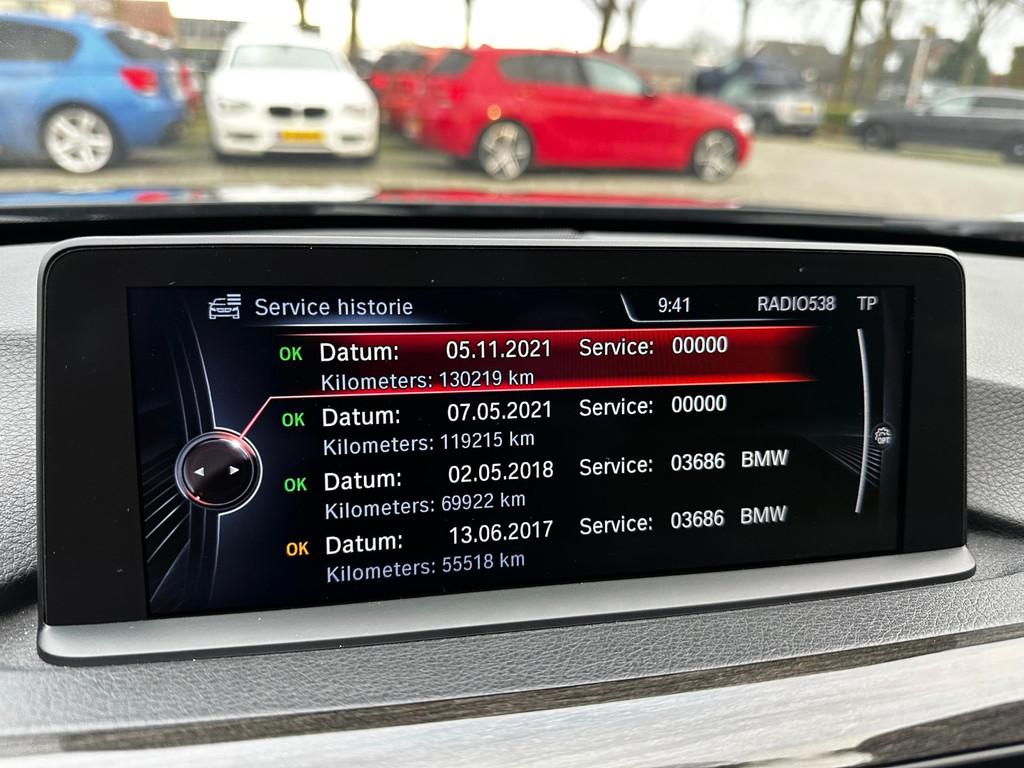 Service historie 9:41 RADIO538 TP
OK Datum: 05.11.2021 Service: 00000
Kilometers: 130219 km
OK Datum: 07.05.2021 Service: 00000
Kilometers: 119215 km
OPT
OK Datum: 02.05.2018 Service: 03686 BMW
Kilometers: 69922 km
OK Datum: 13.06.2017 Service: 03686 BMW
Kilometers: 55518 km